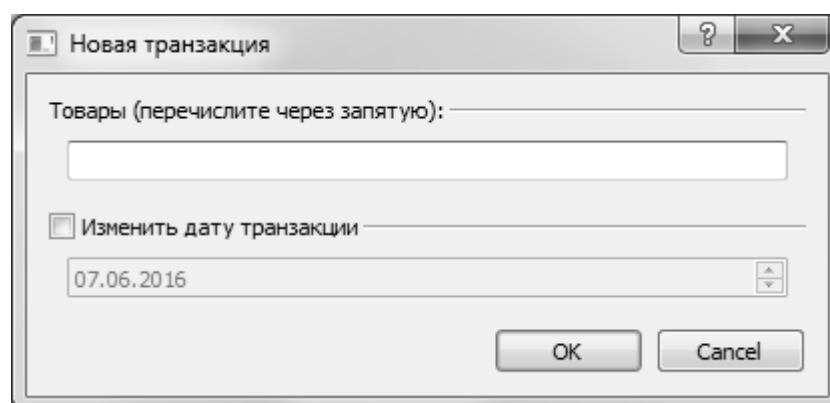 Новая транзакция
Товары (перечислите через запятую):
Изменить дату транзакции
07.06.2016
OK Cancel